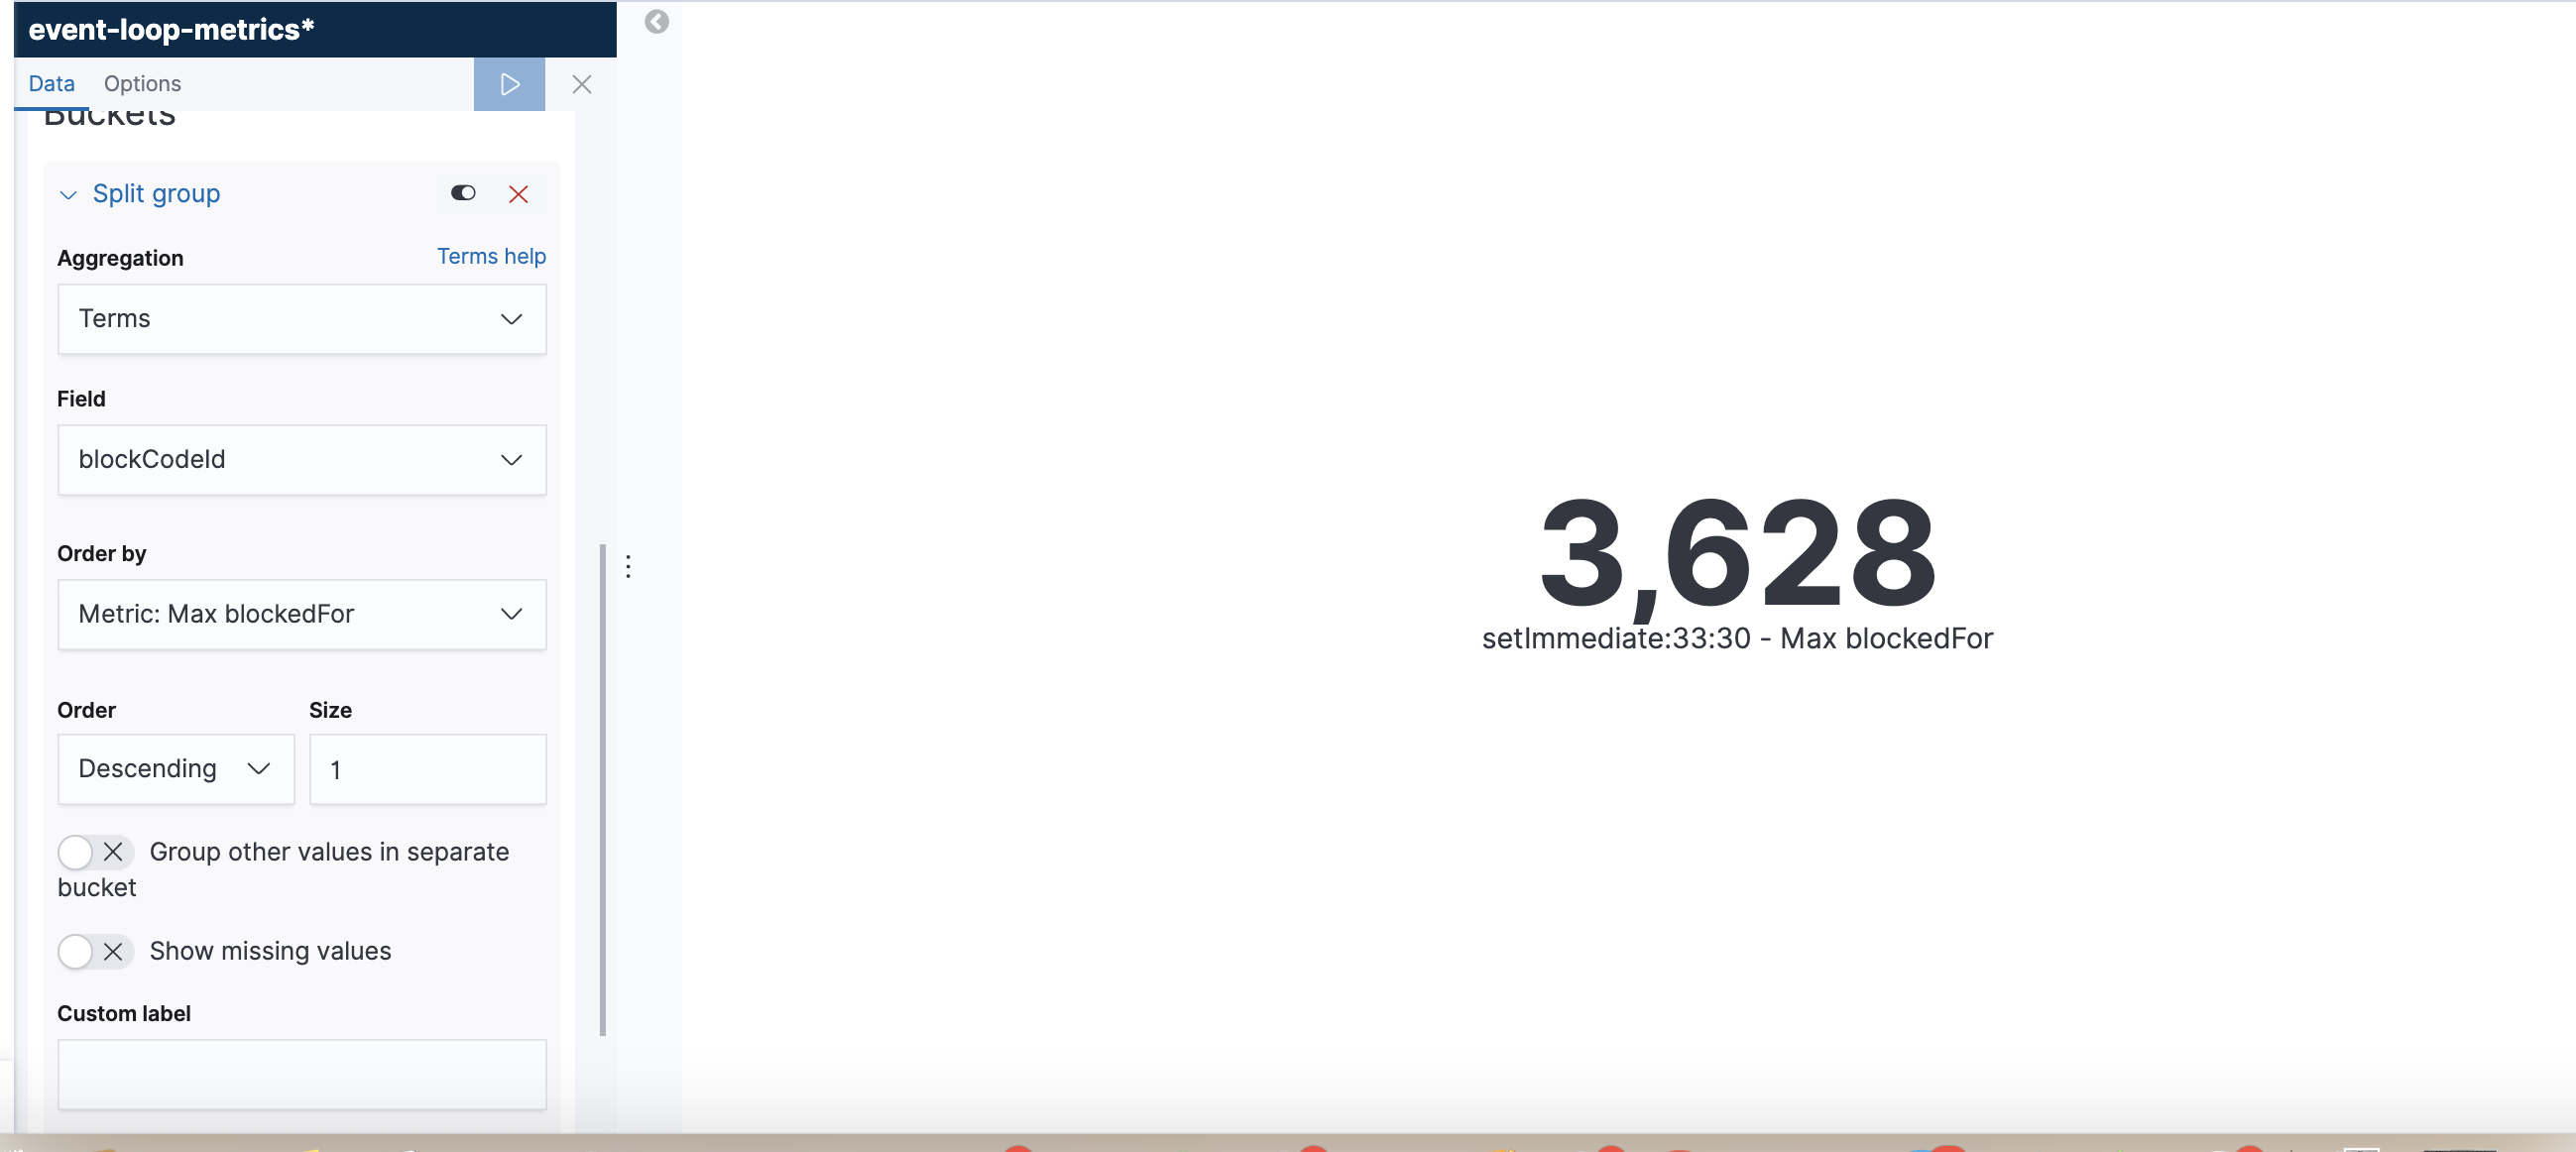 event-loop-metrics*
Data Options
Buckets
Split group
Aggregation Terms help
Terms
Field
blockCodeId
Order by
Metric: Max blockedFor
Order Size
Descending 1
Group other values in separate
bucket
Show missing values
Custom label
3,628
setImmediate:33:30 - Max blockedFor